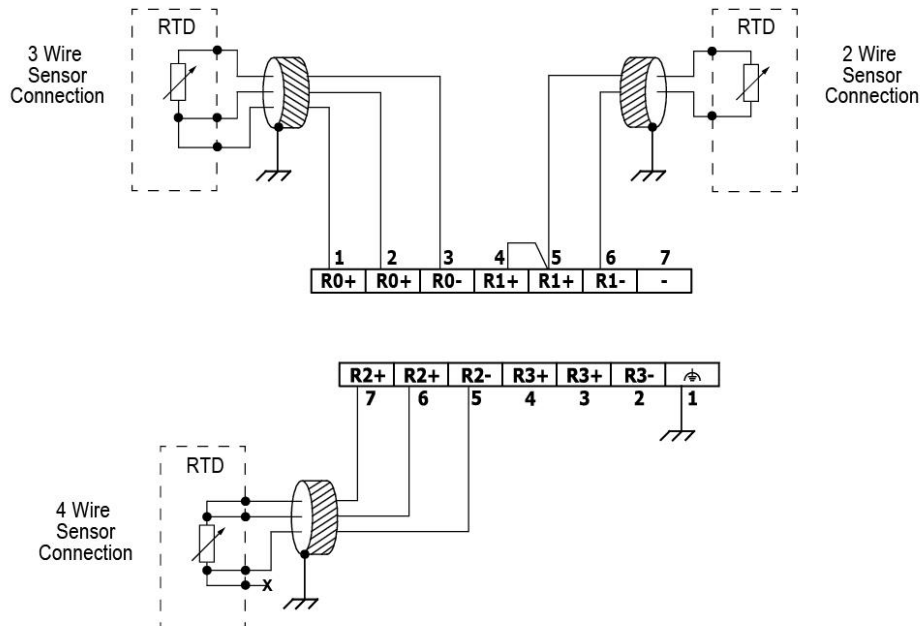 RTD
3 Wire
Sensor
Connection
RTD
2 Wire
Sensor
Connection
1 2 3 4 5 6 7
R0+ R0+ R0- R1+ R1+ R1- -
R2+ R2+ R2- R3+ R3+ R3-
7 6 5 4 3 2 1
RTD
4 Wire
Sensor
Connection
x